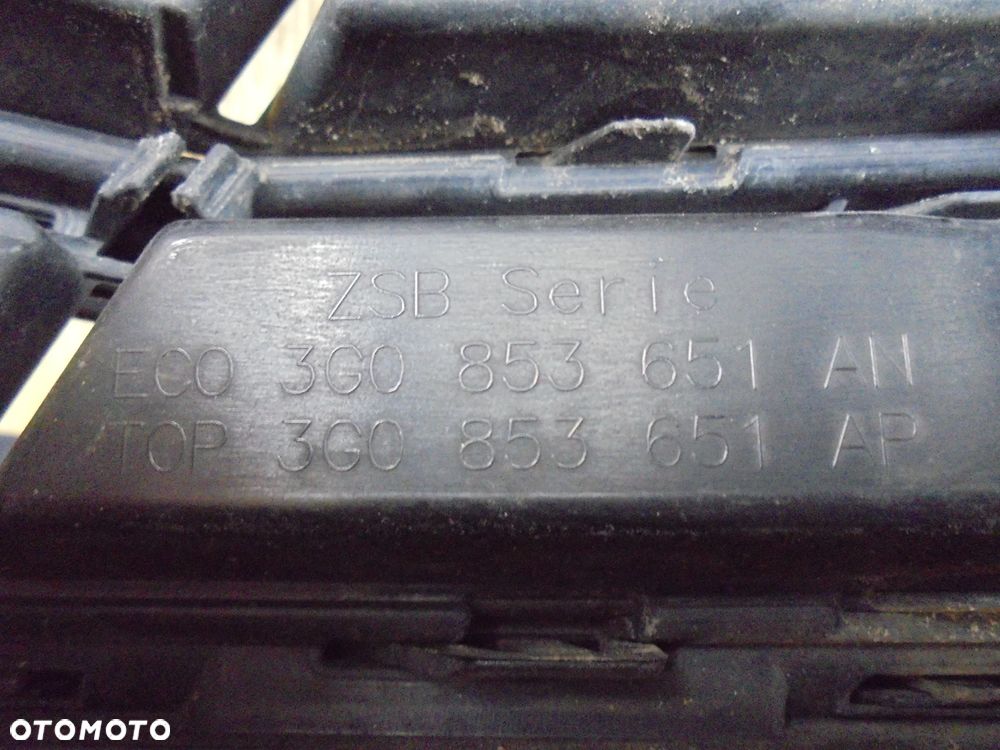 ZSB Serie
ECO 3G0 853 651 AN
TOP 3G0 853 651 AP
OTOMOTO